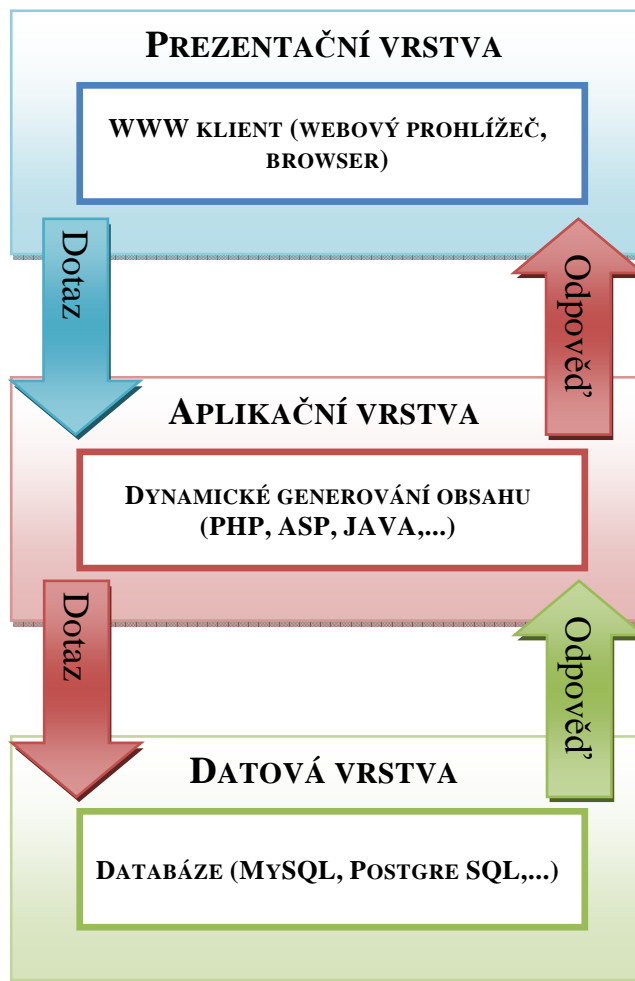 Prezentační vrstva
WWW klient (webový prohlížeč,
browser)
Dotaz
Odpověď
Aplikační vrstva
Dynamické generování obsahu
(PHP, ASP, JAVA,...)
Dotaz
Odpověď
Datová vrstva
Databáze (MySQL, Postgre SQL,...)